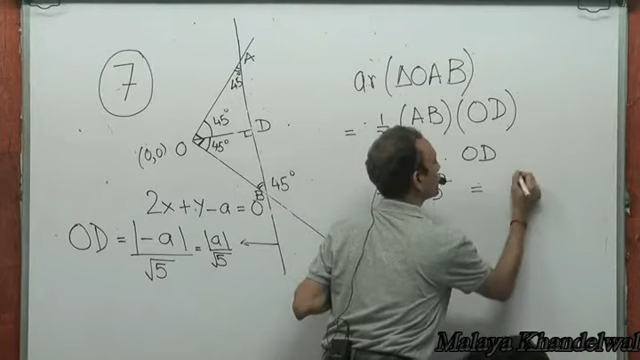 7
A
45°
45°
45°
D
(0,0) O
B 45°
2x+y-a=0
OD = |-a|/√5 = |a|/√5
ar(ΔOAB)
= 1/2 (AB)(OD)
OD
=
Malaya Khandelwal